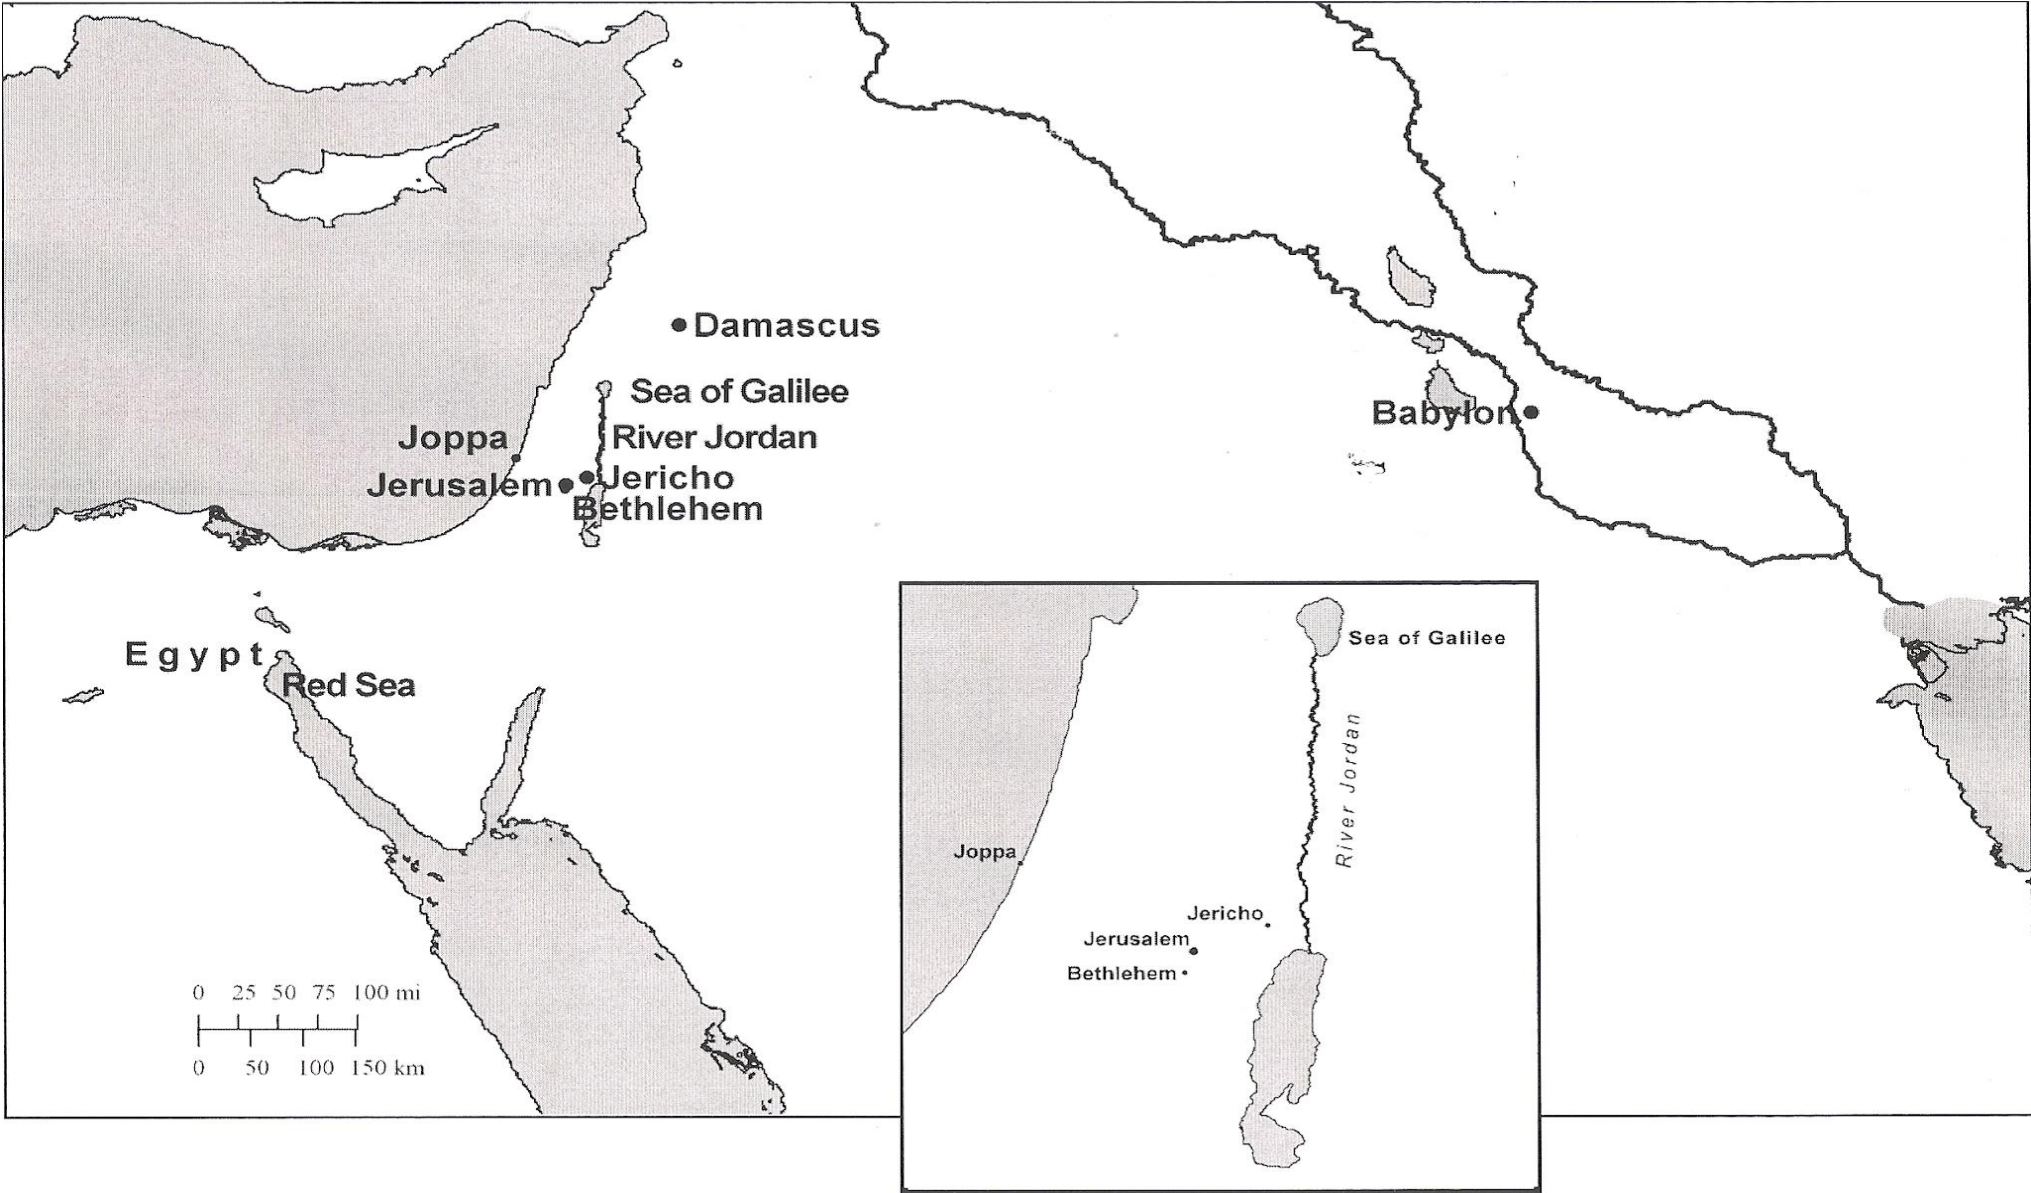 Damascus
Sea of Galilee
River Jordan
Joppa
Jericho
Jerusalem
Bethlehem
Babylon
Egypt
Red Sea
0 25 50 75 100 mi
0 50 100 150 km
Sea of Galilee
River Jordan
Joppa
Jericho
Jerusalem
Bethlehem